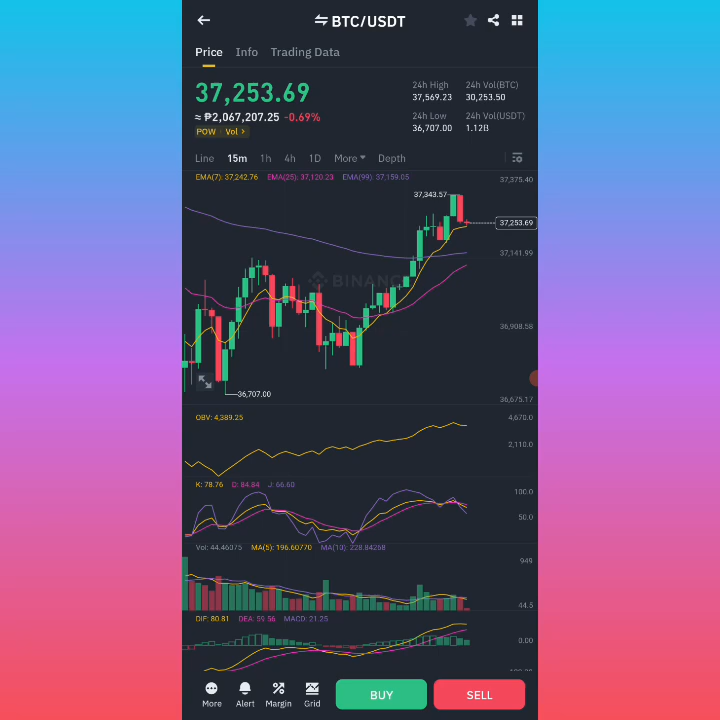 BTC/USDT
Price Info Trading Data
37,253.69
≈ ₱2,067,207.25 -0.69%
POW Vol >
24h High 24h Vol(BTC)
37,569.23 30,253.50
24h Low 24h Vol(USDT)
36,707.00 1.12B
Line 15m 1h 4h 1D More Depth
EMA(7): 37,242.76 EMA(25): 37,120.23 EMA(99): 37,159.05
37,375.40
37,343.57
37,253.69
37,141.99
BINANCE
36,908.58
36,707.00
36,675.17
OBV: 4,389.25
4,670.0
2,110.0
K: 78.76 D: 84.84 J: 66.60
100.0
50.0
Vol: 44.46075 MA(5): 196.60770 MA(10): 228.84268
949
44.5
DIF: 80.81 DEA: 59.56 MACD: 21.25
0.00
More Alert Margin Grid BUY SELL